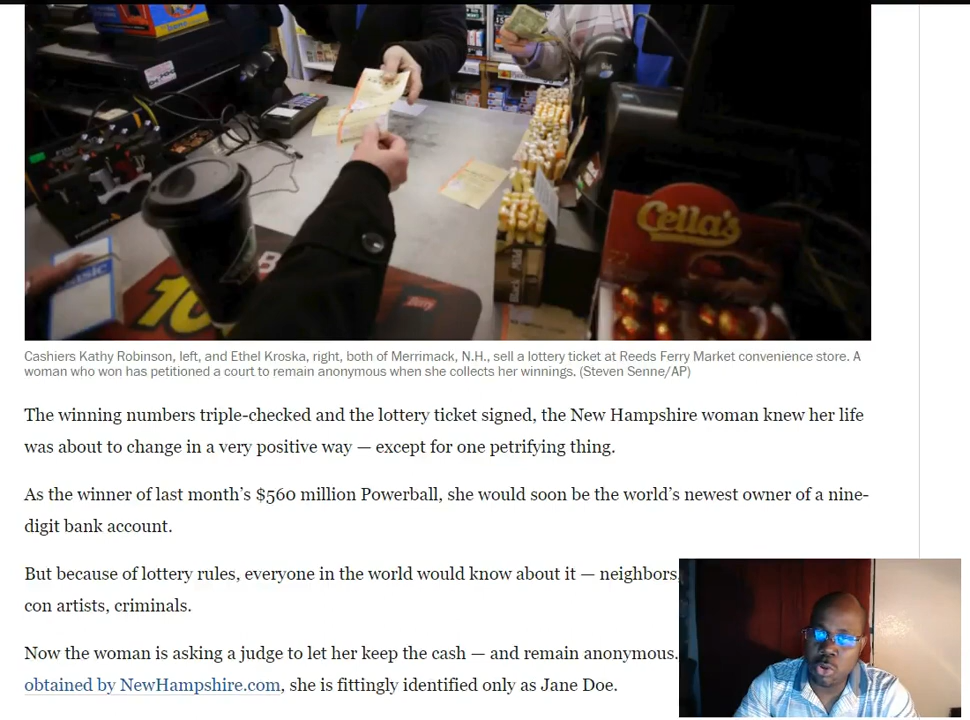 Cella's
10
Cashiers Kathy Robinson, left, and Ethel Kroska, right, both of Merrimack, N.H., sell a lottery ticket at Reeds Ferry Market convenience store. A
woman who won has petitioned a court to remain anonymous when she collects her winnings. (Steven Senne/AP)
The winning numbers triple-checked and the lottery ticket signed, the New Hampshire woman knew her life
was about to change in a very positive way — except for one petrifying thing.
As the winner of last month's $560 million Powerball, she would soon be the world's newest owner of a nine-
digit bank account.
But because of lottery rules, everyone in the world would know about it — neighbors,
con artists, criminals.
Now the woman is asking a judge to let her keep the cash — and remain anonymous.
obtained by NewHampshire.com, she is fittingly identified only as Jane Doe.